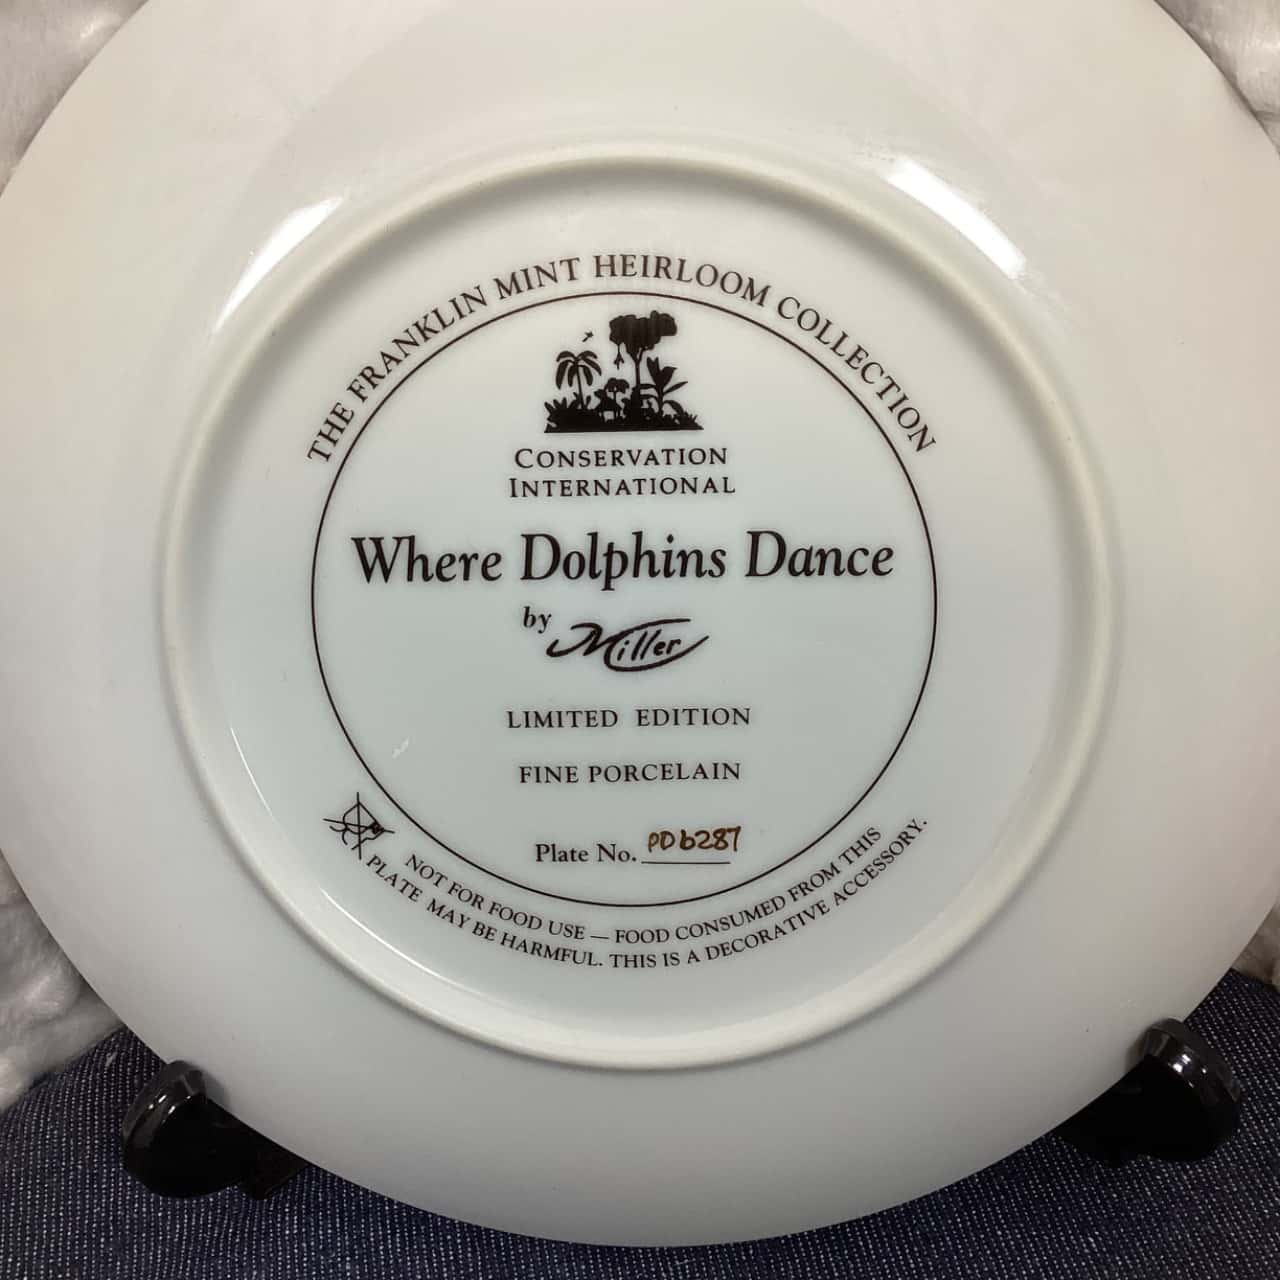 THE FRANKLIN MINT HEIRLOOM COLLECTION
CONSERVATION
INTERNATIONAL
Where Dolphins Dance
by Miller
LIMITED EDITION
FINE PORCELAIN
Plate No. PD6287
NOT FOR FOOD USE — FOOD CONSUMED FROM THIS
PLATE MAY BE HARMFUL. THIS IS A DECORATIVE ACCESSORY.